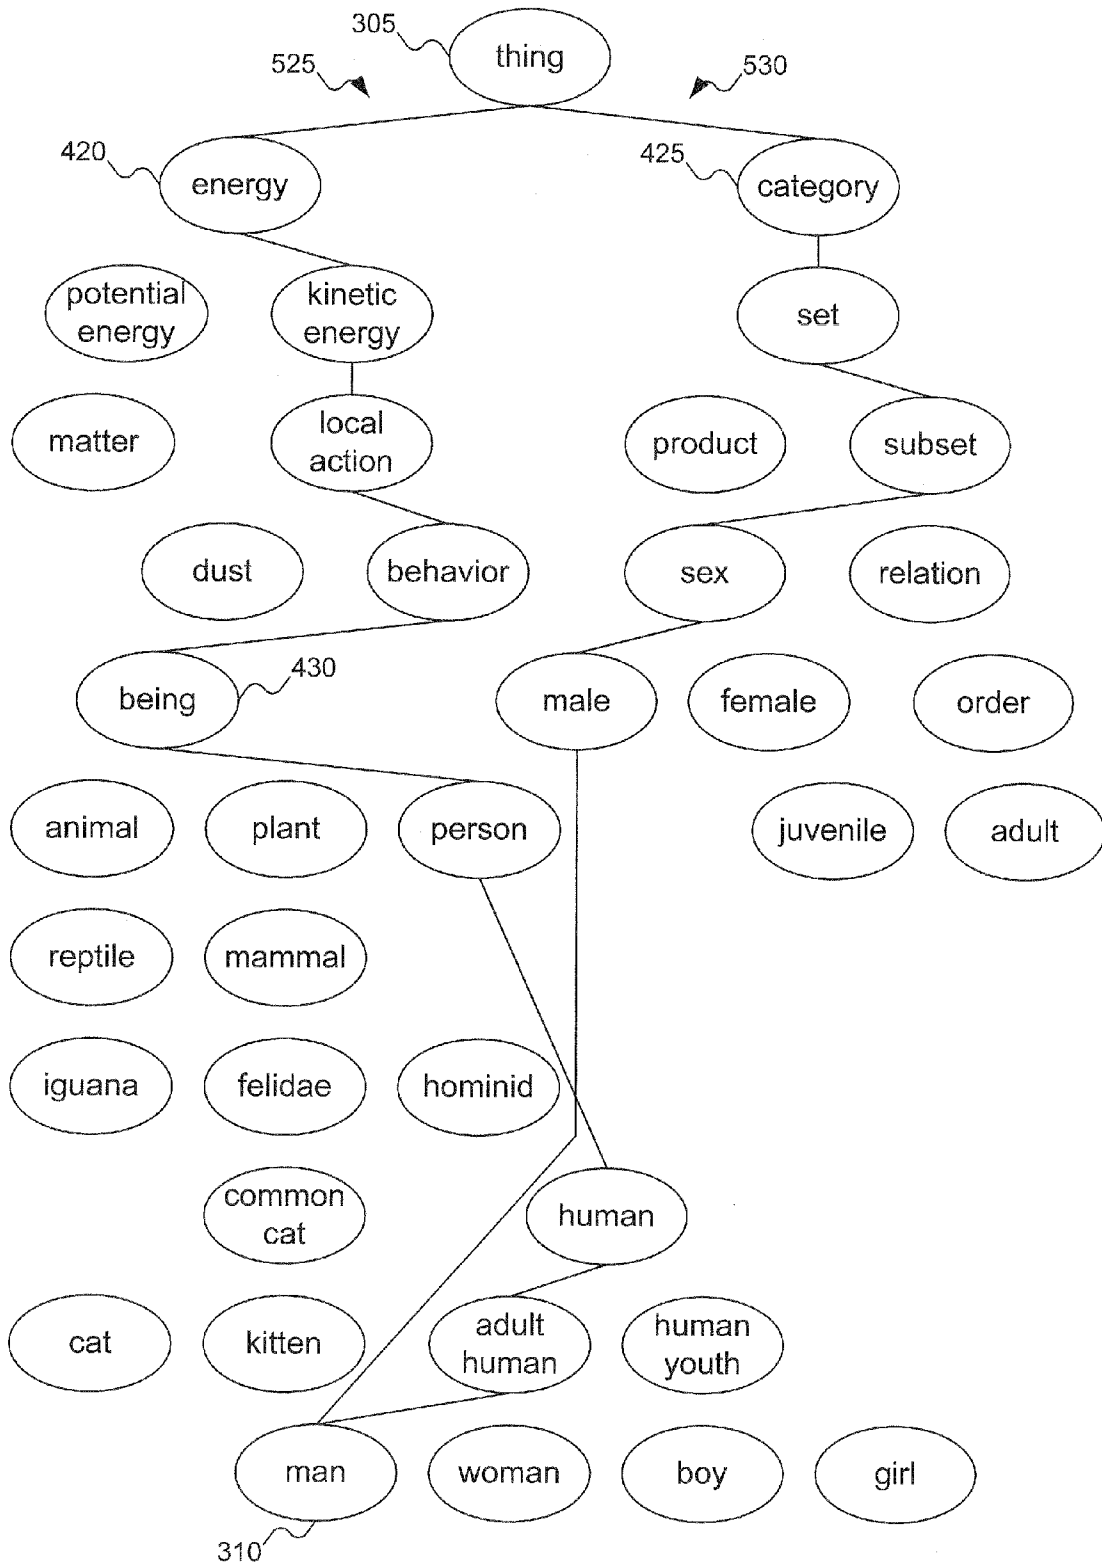 305
thing
525
530
420
energy
425
category
potential
energy
kinetic
energy
set
matter
local
action
product
subset
dust
behavior
sex
relation
being
430
male
female
order
animal
plant
person
juvenile
adult
reptile
mammal
iguana
felidae
hominid
common
cat
human
cat
kitten
adult
human
human
youth
man
woman
boy
girl
310